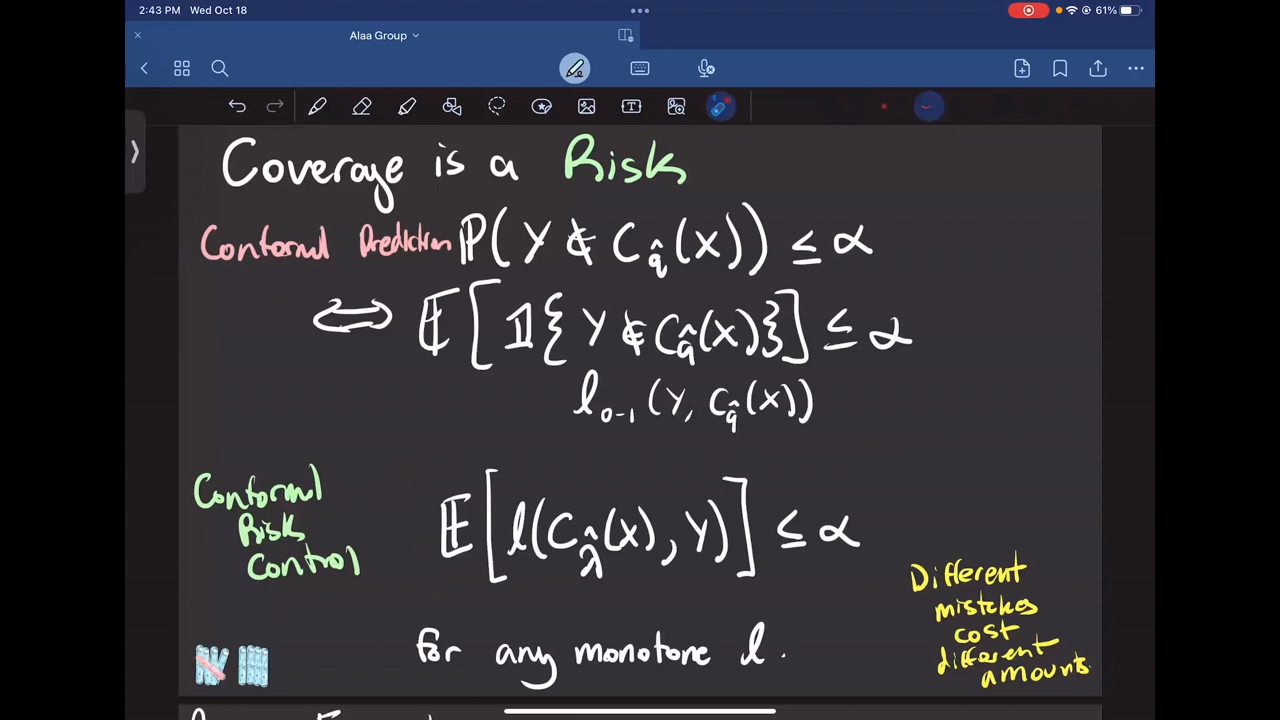 2:43 PM Wed Oct 18
61%
Alaa Group
Coverage is a Risk
Conformal Prediction ℙ(Y ∉ C_q̂(X)) ≤ α
⟺ 𝔼[𝟙{Y ∉ C_q̂(X)}] ≤ α
ℓ_0-1 (Y, C_q̂(X))
Conformal
Risk
Control
𝔼[ℓ(C_λ̂(X), Y)] ≤ α
for any monotone ℓ.
Different
mistakes
cost
different
amounts